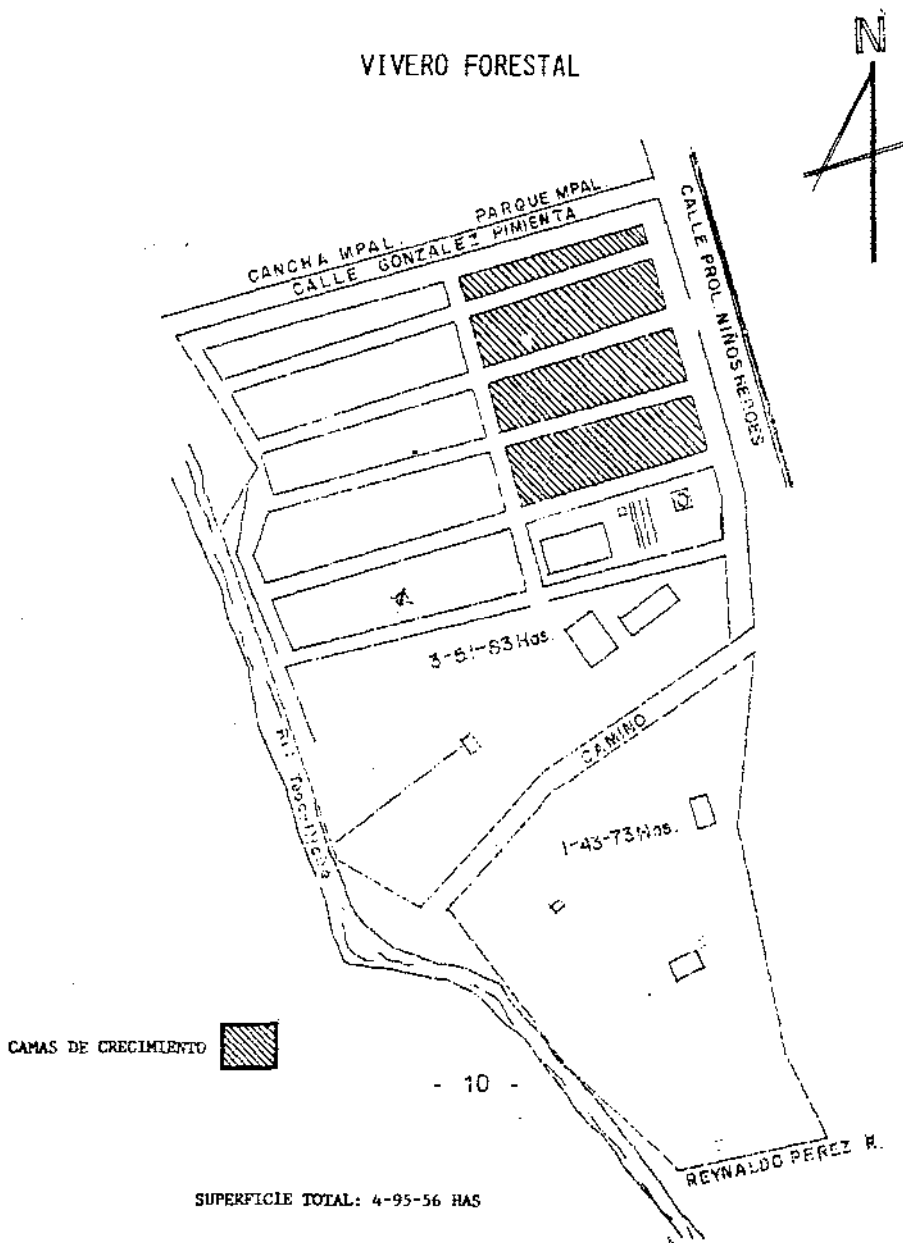 VIVERO FORESTAL
N
CANCHA MPAL. PARQUE MPAL.
CALLE GONZALEZ PIMIENTA
CALLE PROL. NIÑOS HEROES
3-51-83 Has.
CAMINO
1-43-73 Has.
CAMAS DE CRECIMIENTO
- 10 -
REYNALDO PEREZ R.
SUPERFICIE TOTAL: 4-95-56 HAS